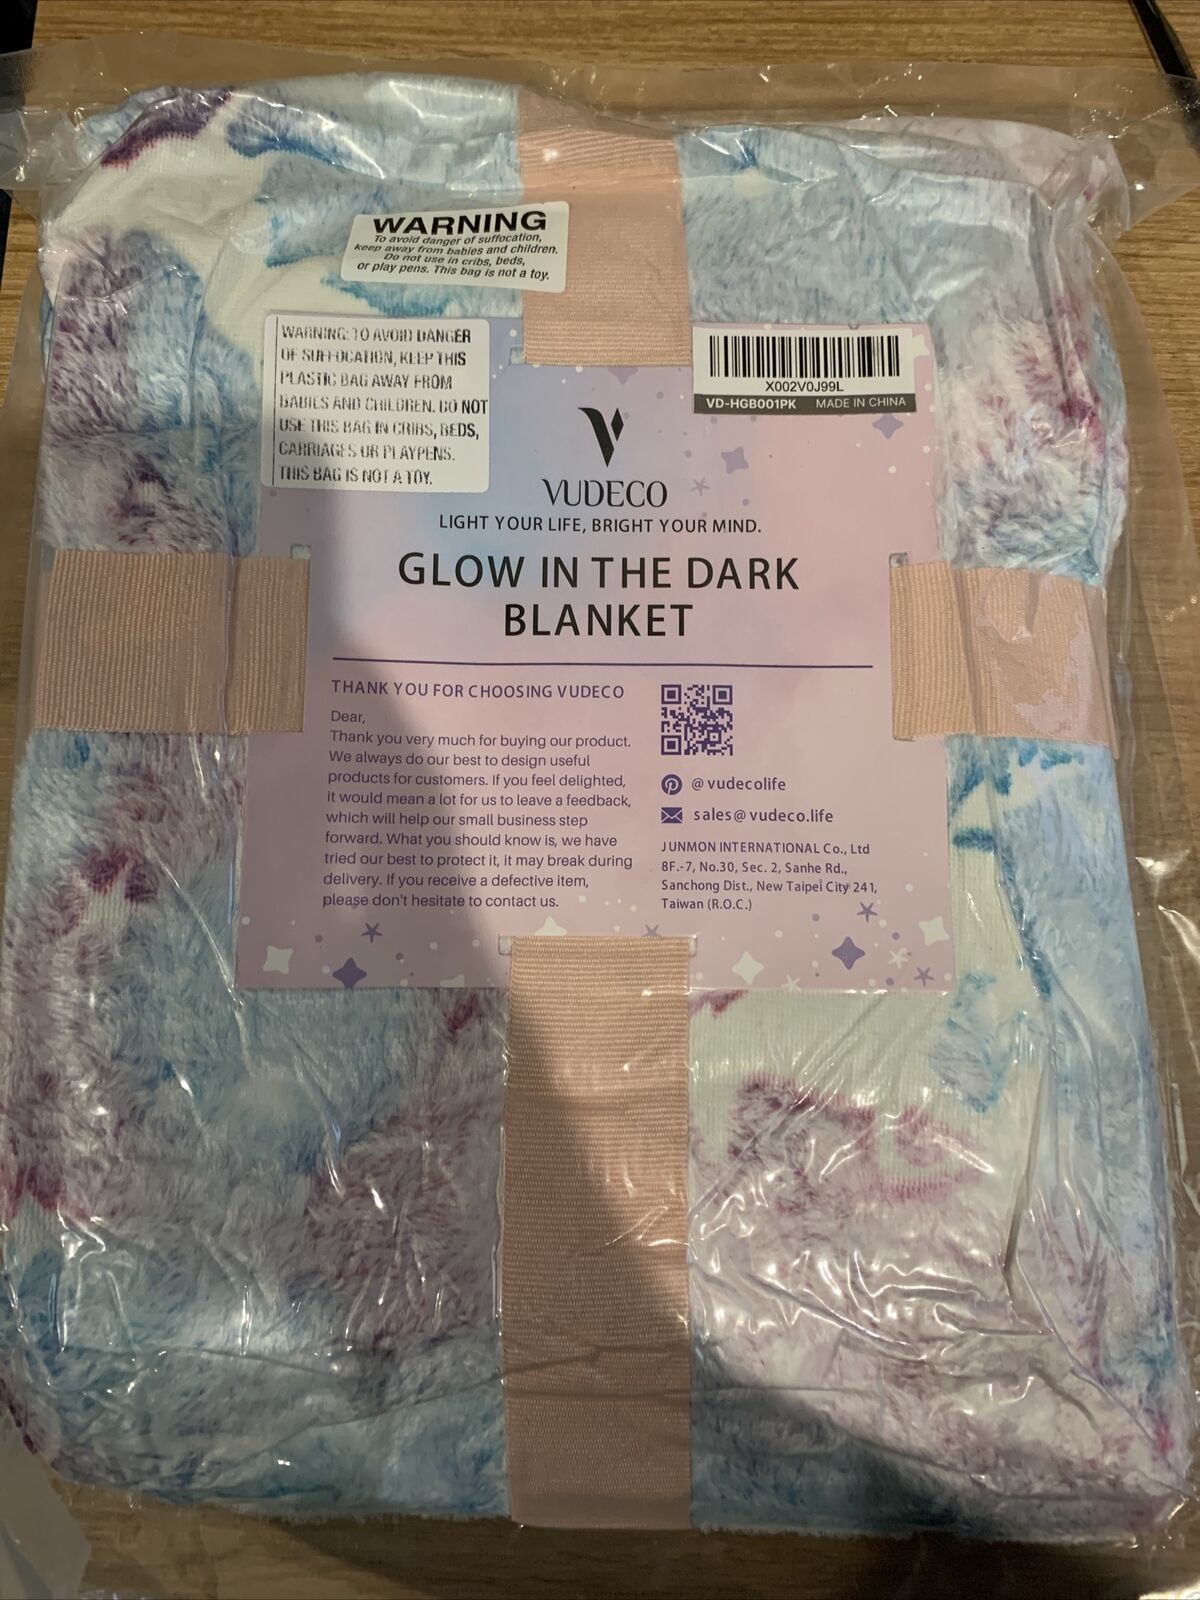 WARNING
To avoid danger of suffocation,
keep away from babies and children.
Do not use in cribs, beds,
or play pens. This bag is not a toy.
WARNING: TO AVOID DANGER
OF SUFFOCATION, KEEP THIS
PLASTIC BAG AWAY FROM
BABIES AND CHILDREN. DO NOT
USE THIS BAG IN CRIBS, BEDS,
CARRIAGES OR PLAYPENS.
THIS BAG IS NOT A TOY.
X002V0J99L
VD-HGB001PK MADE IN CHINA
VUDECO
LIGHT YOUR LIFE, BRIGHT YOUR MIND.
GLOW IN THE DARK
BLANKET
THANK YOU FOR CHOOSING VUDECO
Dear,
Thank you very much for buying our product.
We always do our best to design useful
products for customers. If you feel delighted,
it would mean a lot for us to leave a feedback,
which will help our small business step
forward. What you should know is, we have
tried our best to protect it, it may break during
delivery. If you receive a defective item,
please don't hesitate to contact us.
@vudecolife
sales@vudeco.life
JUNMON INTERNATIONAL Co., Ltd
8F.-7, No.30, Sec. 2, Sanhe Rd.,
Sanchong Dist., New Taipei City 241,
Taiwan (R.O.C.)